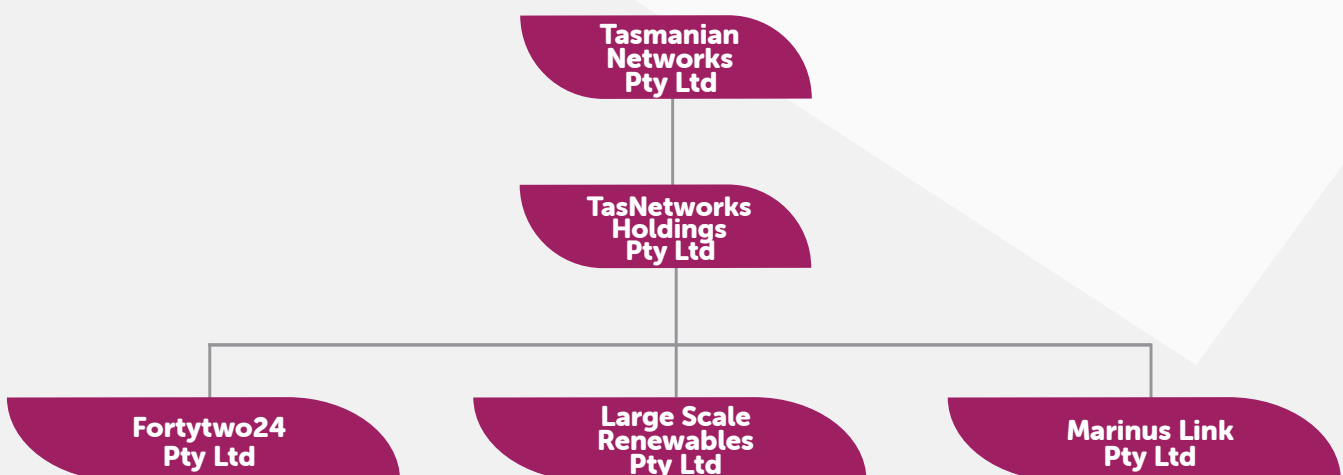 Tasmanian
Networks
Pty Ltd
TasNetworks
Holdings
Pty Ltd
Fortytwo24
Pty Ltd
Large Scale
Renewables
Pty Ltd
Marinus Link
Pty Ltd